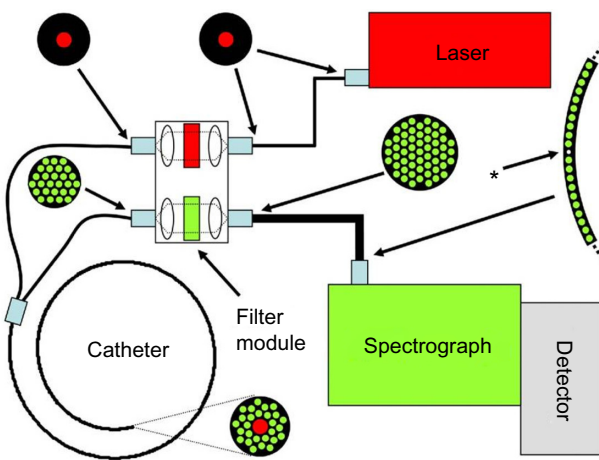 Laser
*
Filter
module
Catheter
Spectrograph
Detector